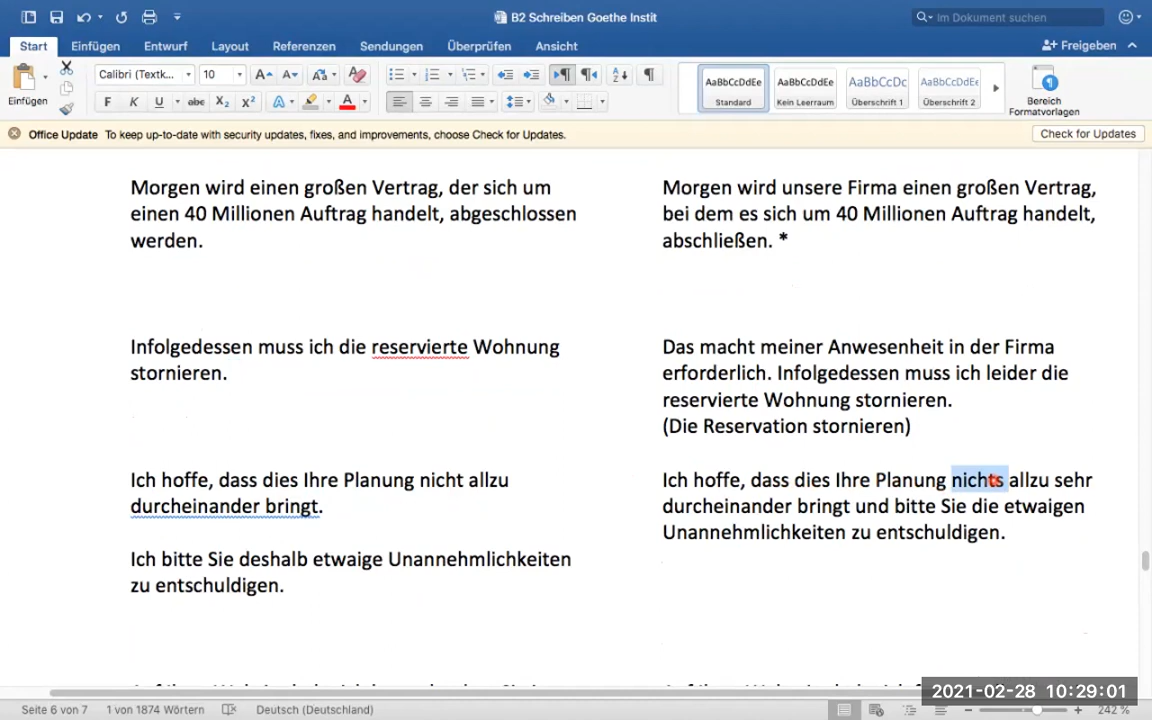 B2 Schreiben Goethe Instit
Im Dokument suchen
Start Einfügen Entwurf Layout Referenzen Sendungen Überprüfen Ansicht
Freigeben
Einfügen
Calibri (Textk... 10
F K U abc X₂ X²
AaBbCcDdEe AaBbCcDdEe AaBbCcDc AaBbCcDdEe
Standard Kein Leerraum Überschrift 1 Überschrift 2
Bereich
Formatvorlagen
Office Update To keep up-to-date with security updates, fixes, and improvements, choose Check for Updates.
Check for Updates
Morgen wird einen großen Vertrag, der sich um
einen 40 Millionen Auftrag handelt, abgeschlossen
werden.
Morgen wird unsere Firma einen großen Vertrag,
bei dem es sich um 40 Millionen Auftrag handelt,
abschließen. *
Infolgedessen muss ich die reservierte Wohnung
stornieren.
Das macht meiner Anwesenheit in der Firma
erforderlich. Infolgedessen muss ich leider die
reservierte Wohnung stornieren.
(Die Reservation stornieren)
Ich hoffe, dass dies Ihre Planung nicht allzu
durcheinander bringt.
Ich bitte Sie deshalb etwaige Unannehmlichkeiten
zu entschuldigen.
Ich hoffe, dass dies Ihre Planung nichts allzu sehr
durcheinander bringt und bitte Sie die etwaigen
Unannehmlichkeiten zu entschuldigen.
2021-02-28 10:29:01
Seite 6 von 7 1 von 1874 Wörtern Deutsch (Deutschland) 242 %